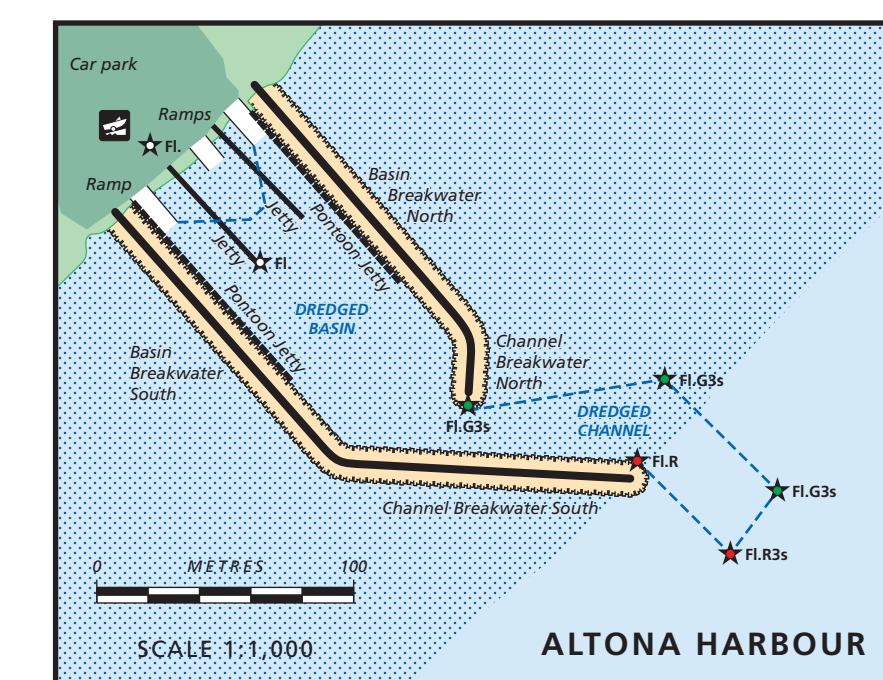 Car park
Ramps
Fl.
Ramp
Basin
Breakwater
North
Jetty
Pontoon Jetty
Jetty
Fl.
Pontoon Jetty
DREDGED
BASIN
Basin
Breakwater
South
Channel
Breakwater
North
Fl.G3s
Fl.G3s
DREDGED
CHANNEL
Fl.R
Fl.G3s
Channel Breakwater South
Fl.R3s
0 METRES 100
SCALE 1:1,000
ALTONA HARBOUR